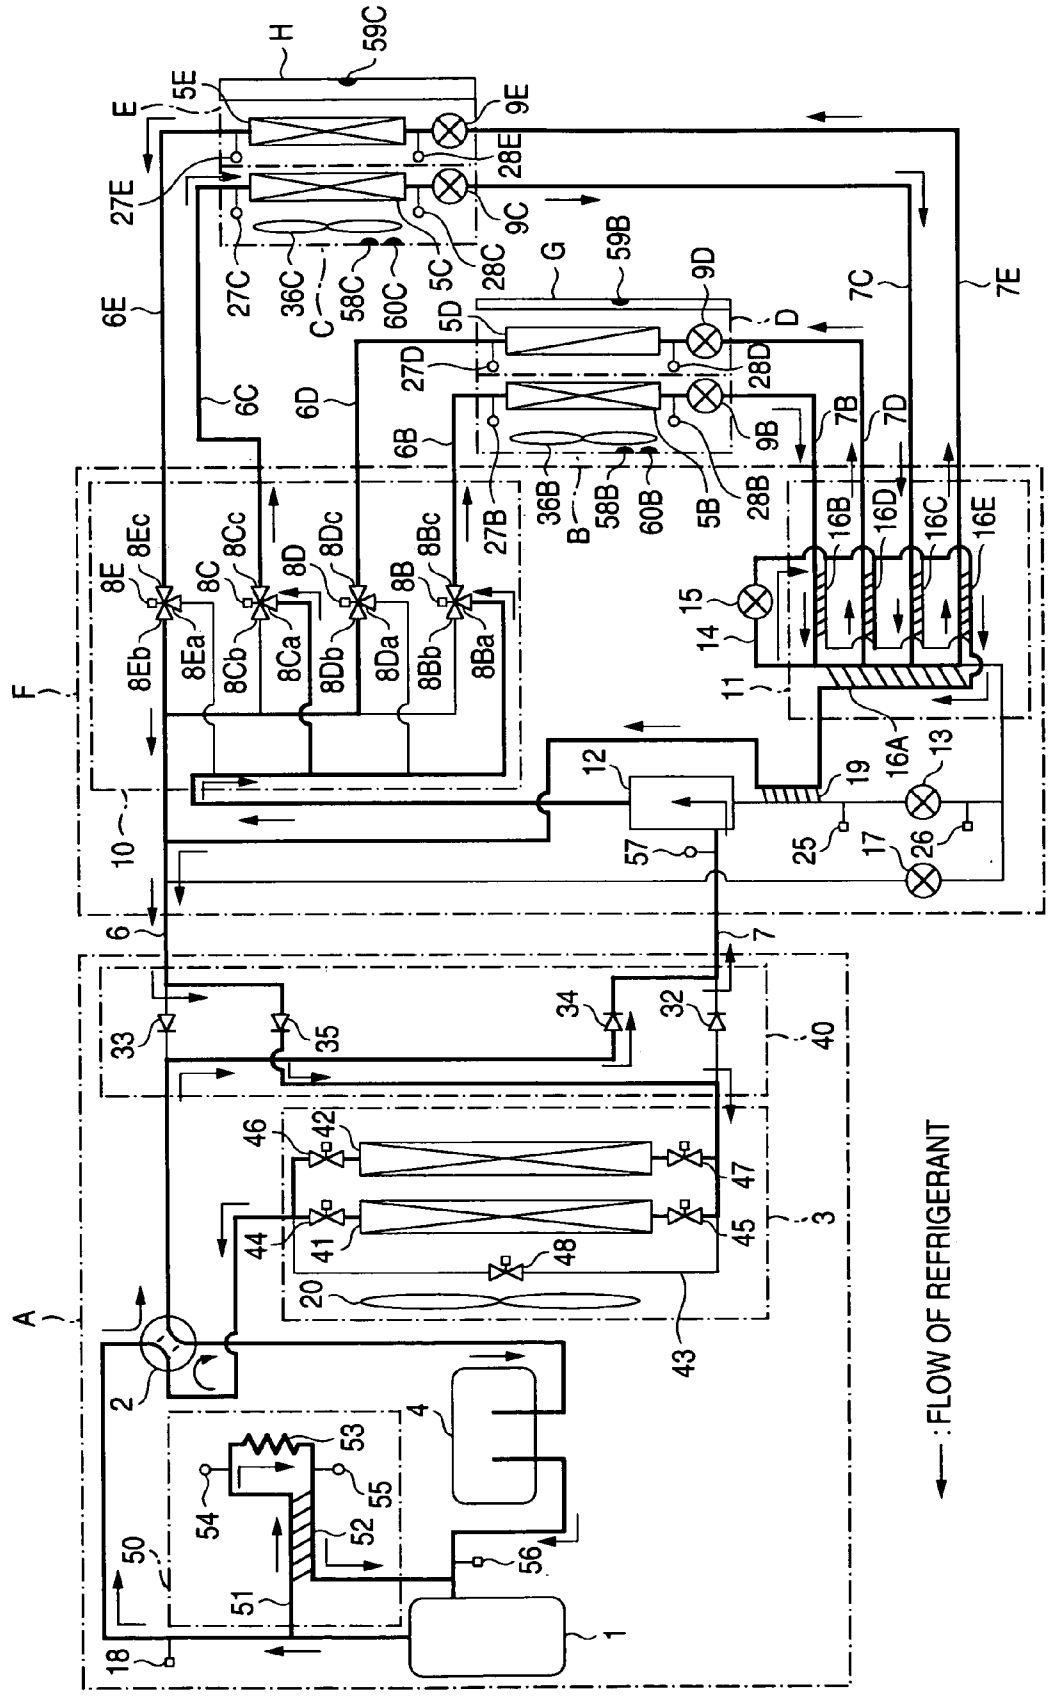 A
F
10
11
40
3
50
H
59C
5E
E
27E
9E
28E
9C
6E
27C
36C
C
58C
60C
5C
28C
6C
7C
7E
G
59B
9D
D
5D
27D
28D
9B
6D
6B
27B
36B
B
58B
60B
5B
28B
7B
7D
8Ec
8E
8Eb
8Ea
8Cc
8C
8Cb
8Ca
8Dc
8D
8Db
8Da
8Bc
8B
8Bb
8Ba
15
14
16B
16D
16C
16E
16A
12
19
13
25
26
17
57
6
7
33
35
34
32
46
42
44
41
47
45
48
20
43
2
4
54
53
55
52
51
56
18
1
: FLOW OF REFRIGERANT